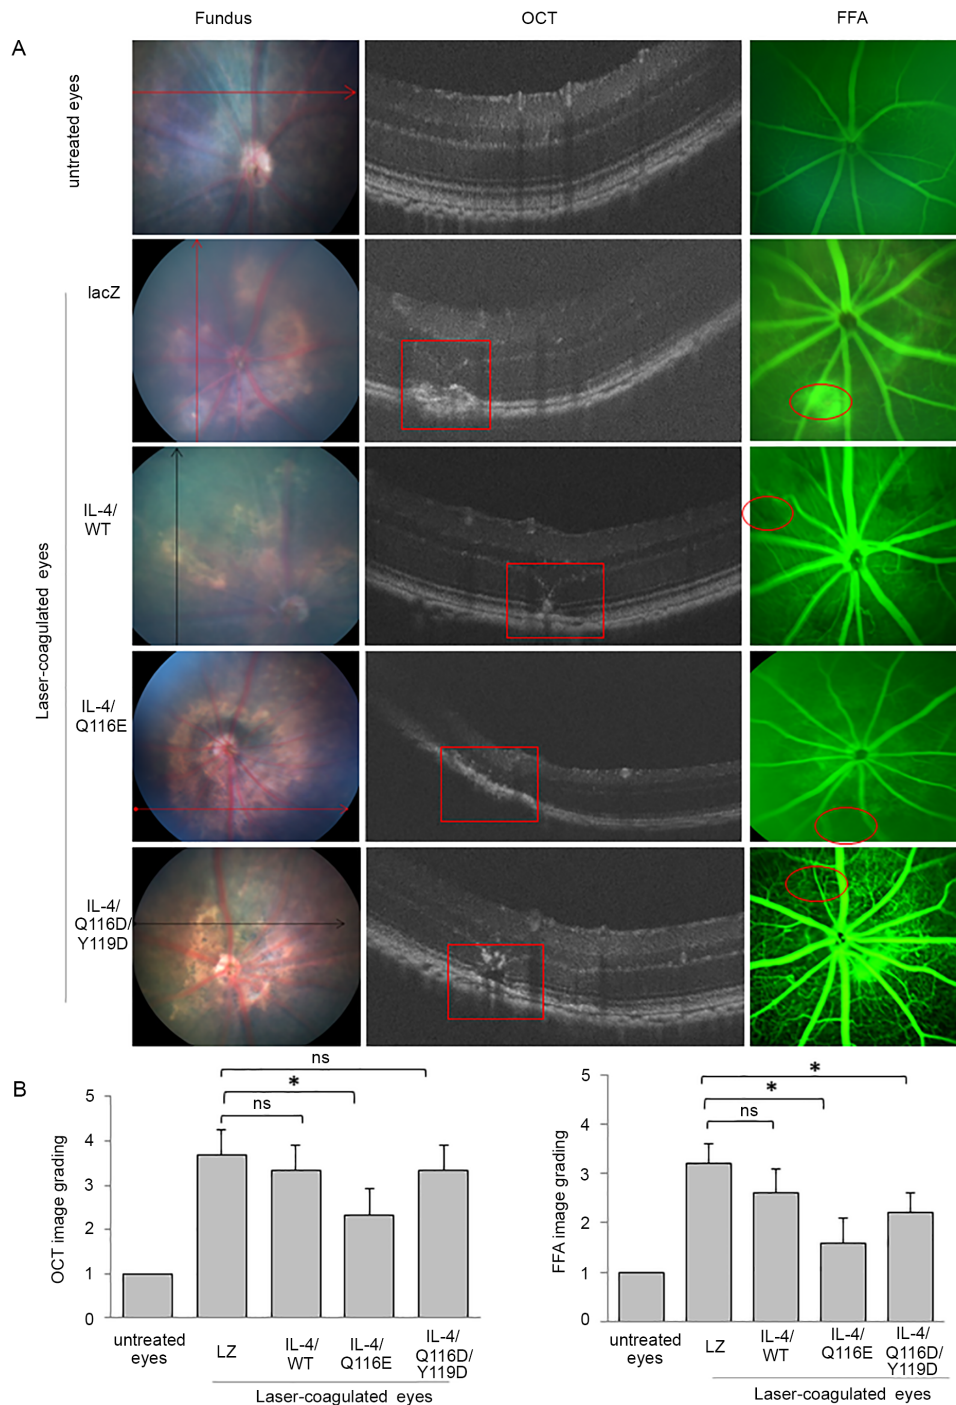 Fundus OCT FFA
A
untreated eyes
lacZ
IL-4/
WT
IL-4/
Q116E
IL-4/
Q116D/
Y119D
Laser-coagulated eyes
B
ns
*
ns
5
4
3
2
1
0
OCT image grading
untreated
eyes
LZ
IL-4/
WT
IL-4/
Q116E
IL-4/
Q116D/
Y119D
Laser-coagulated eyes
*
*
ns
5
4
3
2
1
0
FFA image grading
untreated
eyes
LZ
IL-4/
WT
IL-4/
Q116E
IL-4/
Q116D/
Y119D
Laser-coagulated eyes